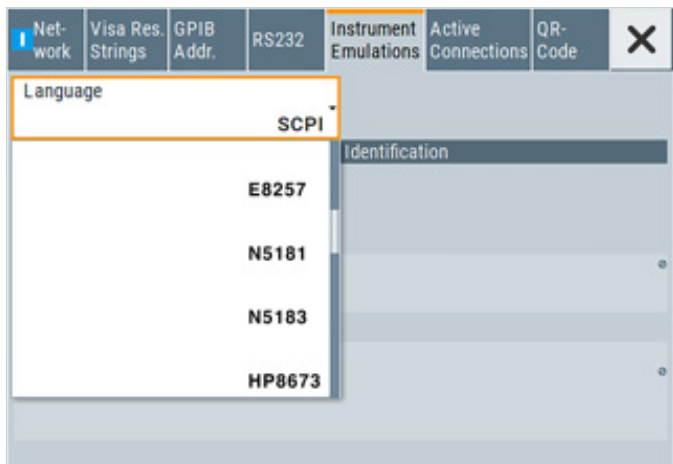 Net-
work
Visa Res.
Strings
GPIB
Addr.
RS232
Instrument
Emulations
Active
Connections
QR-
Code
Language
SCPI
Identification
E8257
N5181
N5183
HP8673